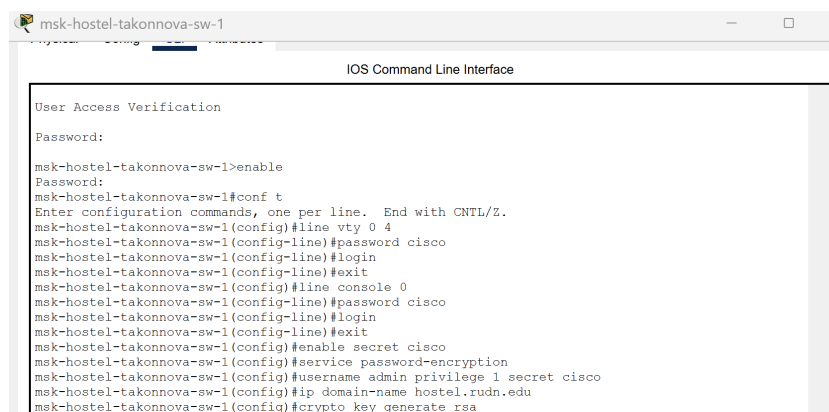 msk-hostel-takonnova-sw-1
IOS Command Line Interface
User Access Verification
Password:
msk-hostel-takonnova-sw-1>enable
Password:
msk-hostel-takonnova-sw-1#conf t
Enter configuration commands, one per line.  End with CNTL/Z.
msk-hostel-takonnova-sw-1(config)#line vty 0 4
msk-hostel-takonnova-sw-1(config-line)#password cisco
msk-hostel-takonnova-sw-1(config-line)#login
msk-hostel-takonnova-sw-1(config-line)#exit
msk-hostel-takonnova-sw-1(config)#line console 0
msk-hostel-takonnova-sw-1(config-line)#password cisco
msk-hostel-takonnova-sw-1(config-line)#login
msk-hostel-takonnova-sw-1(config-line)#exit
msk-hostel-takonnova-sw-1(config)#enable secret cisco
msk-hostel-takonnova-sw-1(config)#service password-encryption
msk-hostel-takonnova-sw-1(config)#username admin privilege 1 secret cisco
msk-hostel-takonnova-sw-1(config)#ip domain-name hostel.rudn.edu
msk-hostel-takonnova-sw-1(config)#crypto key generate rsa